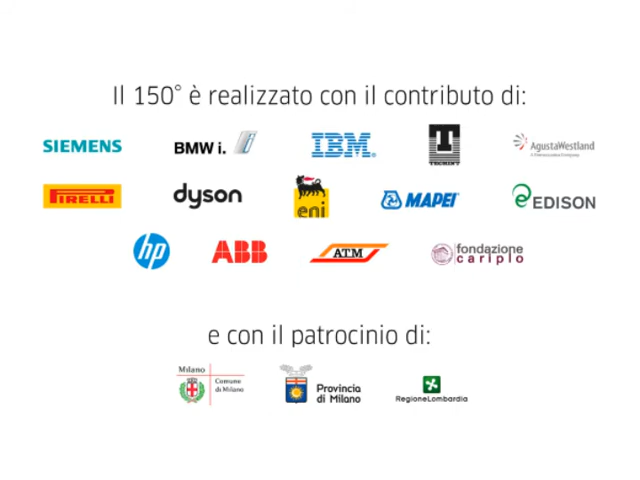 Il 150° è realizzato con il contributo di:
SIEMENS
BMW i.
IBM
TECNIT
AgustaWestland
PIRELLI
dyson
eni
MAPEI
EDISON
hp
ABB
ATM
fondazione
cariplo
e con il patrocinio di:
Milano
Comune
di Milano
Provincia
di Milano
RegioneLombardia